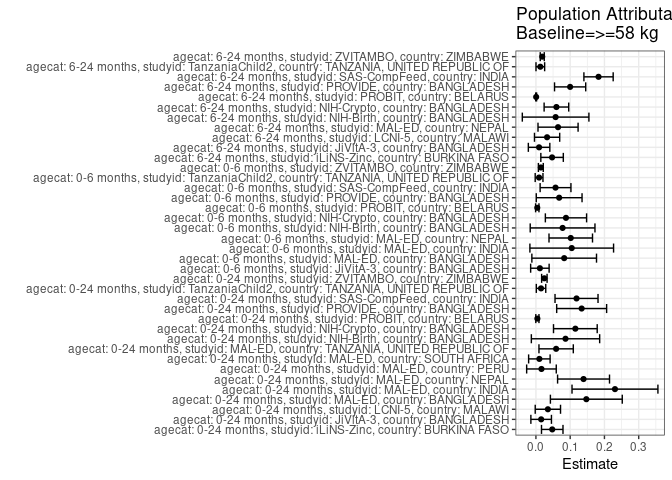 Population Attributa
Baseline=>=58 kg
agecat: 6-24 months, studyid: ZVITAMBO, country: ZIMBABWE
agecat: 6-24 months, studyid: TanzaniaChild2, country: TANZANIA, UNITED REPUBLIC OF
agecat: 6-24 months, studyid: SAS-CompFeed, country: INDIA
agecat: 6-24 months, studyid: PROVIDE, country: BANGLADESH
agecat: 6-24 months, studyid: PROBIT, country: BELARUS
agecat: 6-24 months, studyid: NIH-Crypto, country: BANGLADESH
agecat: 6-24 months, studyid: NIH-Birth, country: BANGLADESH
agecat: 6-24 months, studyid: MAL-ED, country: NEPAL
agecat: 6-24 months, studyid: LCNI-5, country: MALAWI
agecat: 6-24 months, studyid: JiVitA-3, country: BANGLADESH
agecat: 6-24 months, studyid: iLiNS-Zinc, country: BURKINA FASO
agecat: 0-6 months, studyid: ZVITAMBO, country: ZIMBABWE
agecat: 0-6 months, studyid: TanzaniaChild2, country: TANZANIA, UNITED REPUBLIC OF
agecat: 0-6 months, studyid: SAS-CompFeed, country: INDIA
agecat: 0-6 months, studyid: PROVIDE, country: BANGLADESH
agecat: 0-6 months, studyid: PROBIT, country: BELARUS
agecat: 0-6 months, studyid: NIH-Crypto, country: BANGLADESH
agecat: 0-6 months, studyid: NIH-Birth, country: BANGLADESH
agecat: 0-6 months, studyid: MAL-ED, country: NEPAL
agecat: 0-6 months, studyid: MAL-ED, country: INDIA
agecat: 0-6 months, studyid: MAL-ED, country: BANGLADESH
agecat: 0-6 months, studyid: JiVitA-3, country: BANGLADESH
agecat: 0-24 months, studyid: ZVITAMBO, country: ZIMBABWE
agecat: 0-24 months, studyid: TanzaniaChild2, country: TANZANIA, UNITED REPUBLIC OF
agecat: 0-24 months, studyid: SAS-CompFeed, country: INDIA
agecat: 0-24 months, studyid: PROVIDE, country: BANGLADESH
agecat: 0-24 months, studyid: PROBIT, country: BELARUS
agecat: 0-24 months, studyid: NIH-Crypto, country: BANGLADESH
agecat: 0-24 months, studyid: NIH-Birth, country: BANGLADESH
agecat: 0-24 months, studyid: MAL-ED, country: TANZANIA, UNITED REPUBLIC OF
agecat: 0-24 months, studyid: MAL-ED, country: SOUTH AFRICA
agecat: 0-24 months, studyid: MAL-ED, country: PERU
agecat: 0-24 months, studyid: MAL-ED, country: NEPAL
agecat: 0-24 months, studyid: MAL-ED, country: INDIA
agecat: 0-24 months, studyid: MAL-ED, country: BANGLADESH
agecat: 0-24 months, studyid: LCNI-5, country: MALAWI
agecat: 0-24 months, studyid: JiVitA-3, country: BANGLADESH
agecat: 0-24 months, studyid: iLiNS-Zinc, country: BURKINA FASO
0.0 0.1 0.2 0.3
Estimate